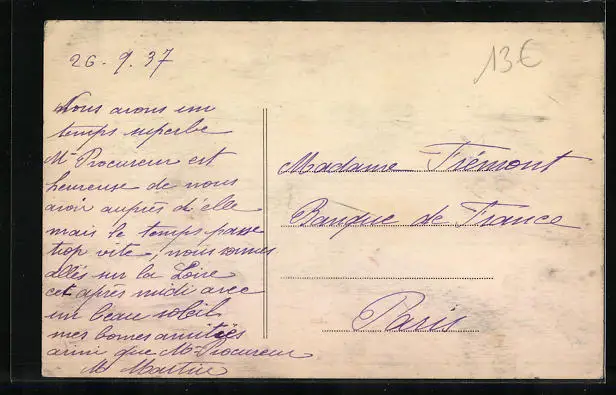 26. 9. 37
13€
Nous avons un
temps superbe
Me Procureur est
heureuse de nous
avoir auprès d'elle
mais le temps passe
trop vite, nous sommes
allés sur la Loire
cet après midi avec
un beau soleil
mes bonnes amitiés
ainsi que Me Procureur
M
Madame Frémont
Banque de France
Paris